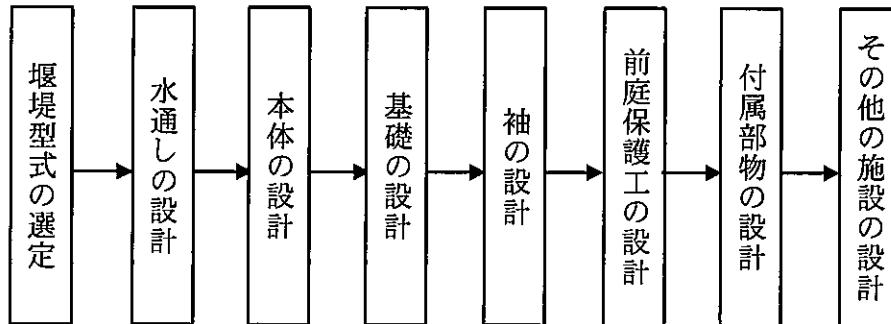 堰堤型式の選定
水通しの設計
本体の設計
基礎の設計
袖の設計
前庭保護工の設計
付属部物の設計
その他の施設の設計